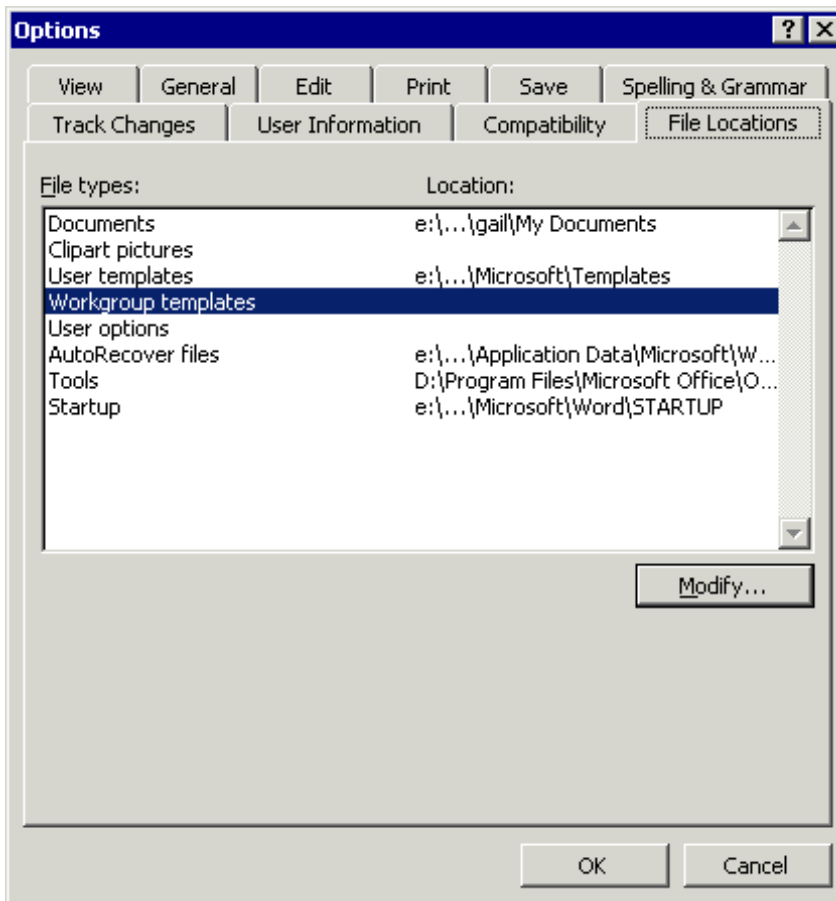 Options
View General Edit Print Save Spelling & Grammar
Track Changes User Information Compatibility File Locations
File types: Location:
Documents e:\...\gail\My Documents
Clipart pictures
User templates e:\...\Microsoft\Templates
Workgroup templates
User options
AutoRecover files e:\...\Application Data\Microsoft\W...
Tools D:\Program Files\Microsoft Office\O...
Startup e:\...\Microsoft\Word\STARTUP
Modify...
OK Cancel